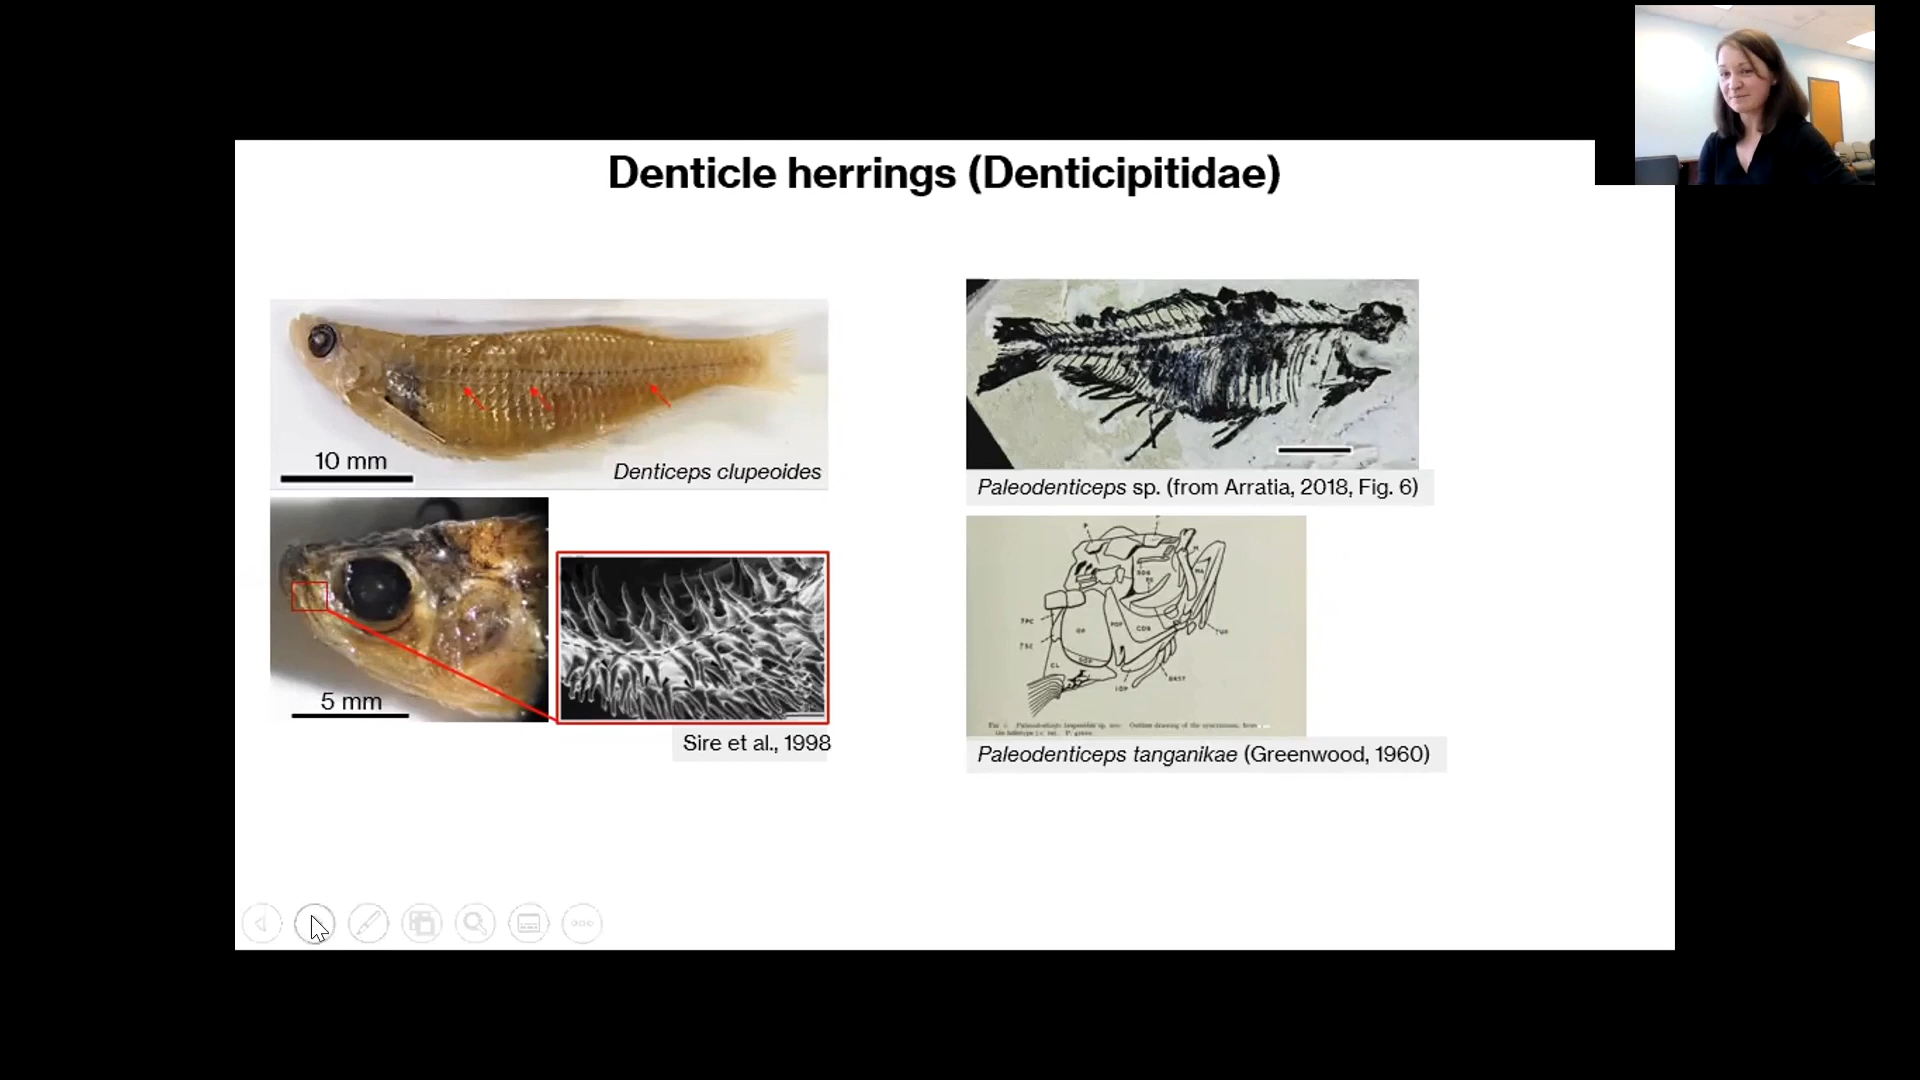 Denticle herrings (Denticipitidae)
10 mm
Denticeps clupeoides
5 mm
Sire et al., 1998
Paleodenticeps sp. (from Arratia, 2018, Fig. 6)
CL
Paleodenticeps tanganikae (Greenwood, 1960)